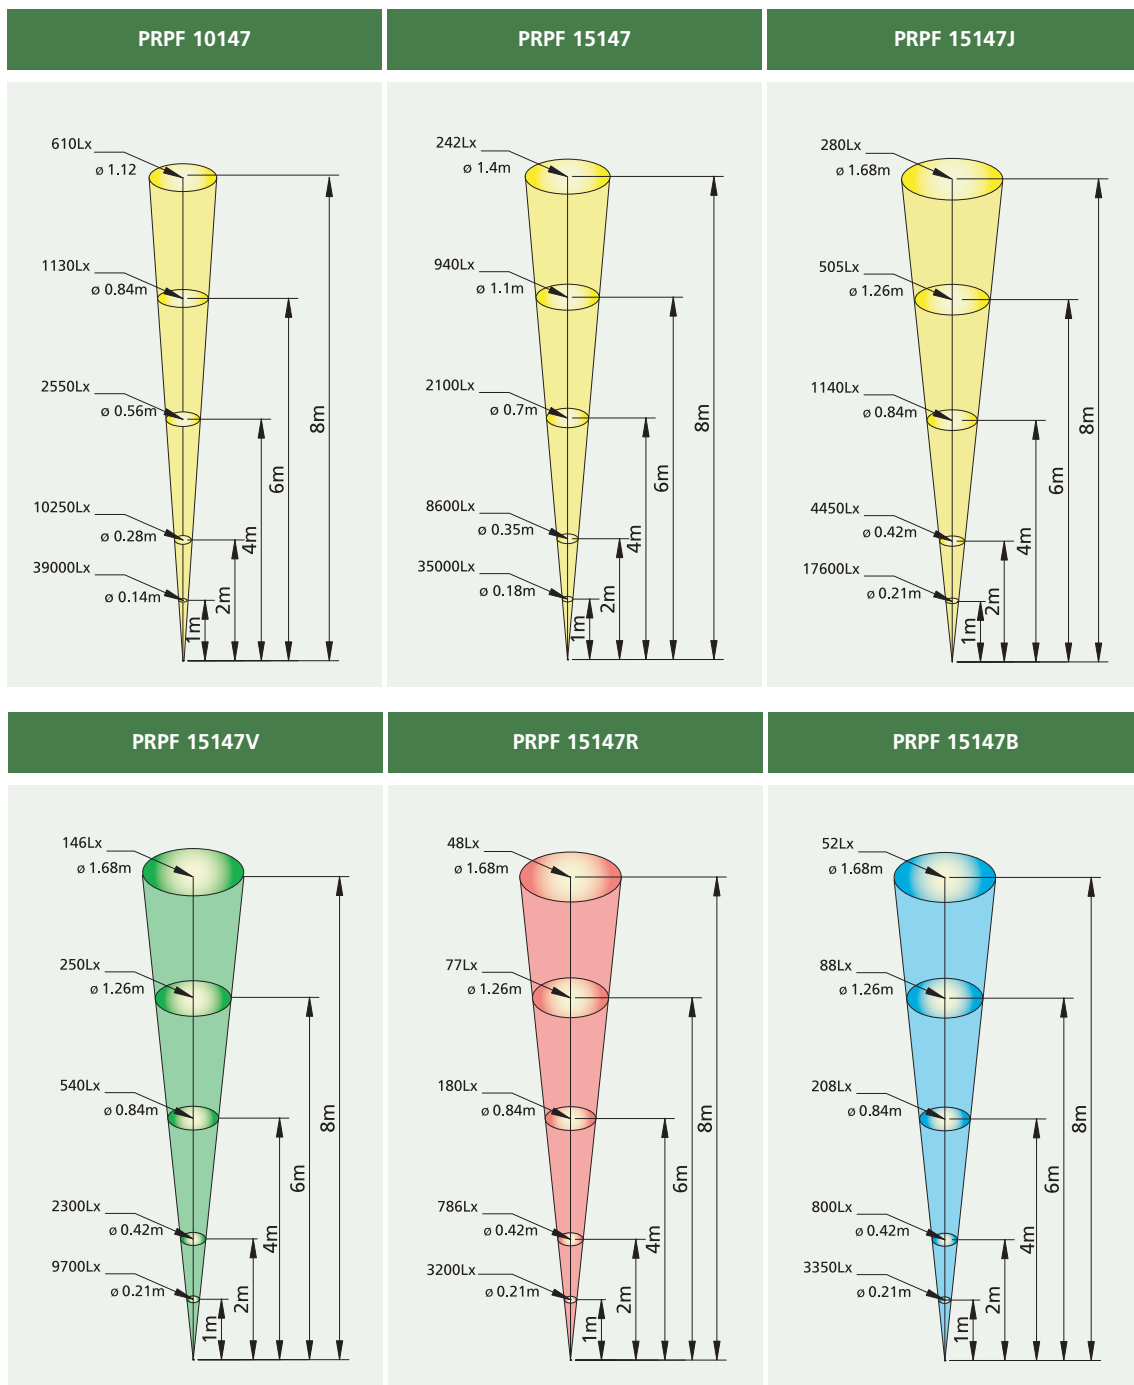 PRPF 10147
610Lx
ø 1.12
1130Lx
ø 0.84m
2550Lx
ø 0.56m
10250Lx
ø 0.28m
39000Lx
ø 0.14m
1m
2m
4m
6m
8m
PRPF 15147
242Lx
ø 1.4m
940Lx
ø 1.1m
2100Lx
ø 0.7m
8600Lx
ø 0.35m
35000Lx
ø 0.18m
1m
2m
4m
6m
8m
PRPF 15147J
280Lx
ø 1.68m
505Lx
ø 1.26m
1140Lx
ø 0.84m
4450Lx
ø 0.42m
17600Lx
ø 0.21m
1m
2m
4m
6m
8m
PRPF 15147V
146Lx
ø 1.68m
250Lx
ø 1.26m
540Lx
ø 0.84m
2300Lx
ø 0.42m
9700Lx
ø 0.21m
1m
2m
4m
6m
8m
PRPF 15147R
48Lx
ø 1.68m
77Lx
ø 1.26m
180Lx
ø 0.84m
786Lx
ø 0.42m
3200Lx
ø 0.21m
1m
2m
4m
6m
8m
PRPF 15147B
52Lx
ø 1.68m
88Lx
ø 1.26m
208Lx
ø 0.84m
800Lx
ø 0.42m
3350Lx
ø 0.21m
1m
2m
4m
6m
8m